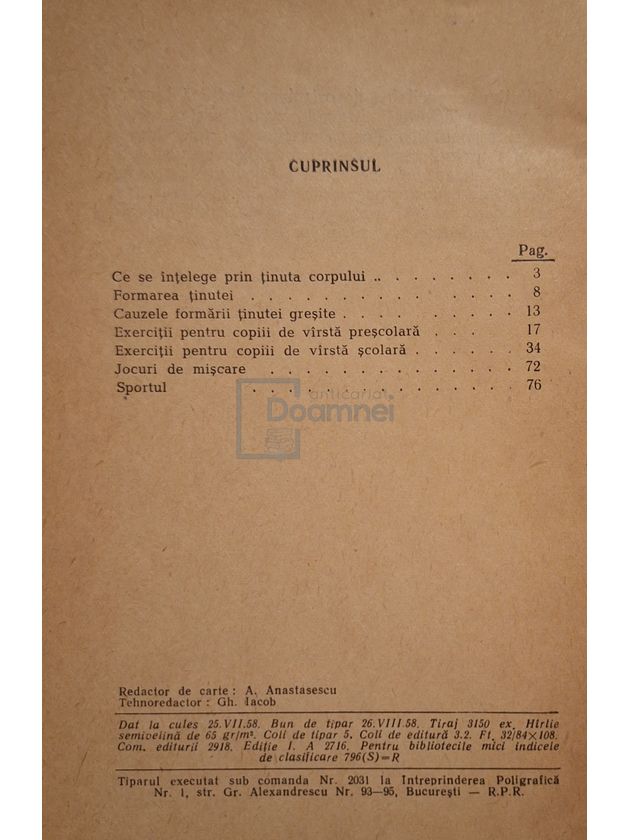 CUPRINSUL
Pag.
Ce se înțelege prin ținuta corpului .. . . . . . . . 3
Formarea ținutei . . . . . . . . . . . . . 8
Cauzele formării ținutei greșite . . . . . . . . . 13
Exerciții pentru copiii de vîrstă preșcolară . . . 17
Exerciții pentru copiii de vîrstă școlară . . . . . . 34
Jocuri de mișcare . . . . . . . . . . . . . . 72
anticariat
Sportul . . . . . . . . . . . . . . . 76
Doamnei
Redactor de carte : A. Anastasescu
Tehnoredactor : Gh. Iacob
Dat la cules 25.VII.58. Bun de tipar 26.VIII.58. Tiraj 3150 ex. Hîrtie
semivelină de 65 gr/m². Coli de tipar 5. Coli de editură 3.2. Ft. 32/84×108.
Com. editurii 2918. Ediție I. A 2716. Pentru bibliotecile mici indicele
de clasificare 796(S)=R
Tiparul executat sub comanda Nr. 2031 la Întreprinderea Poligrafică
Nr. 1, str. Gr. Alexandrescu Nr. 93—95, București — R.P.R.